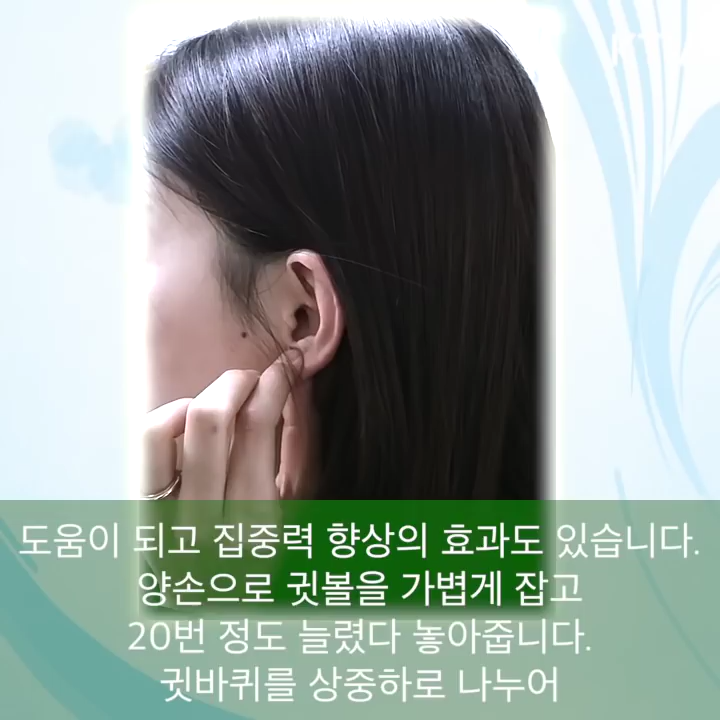 도움이 되고 집중력 향상의 효과도 있습니다.
양손으로 귓볼을 가볍게 잡고
20번 정도 늘렸다 놓아줍니다.
귓바퀴를 상중하로 나누어